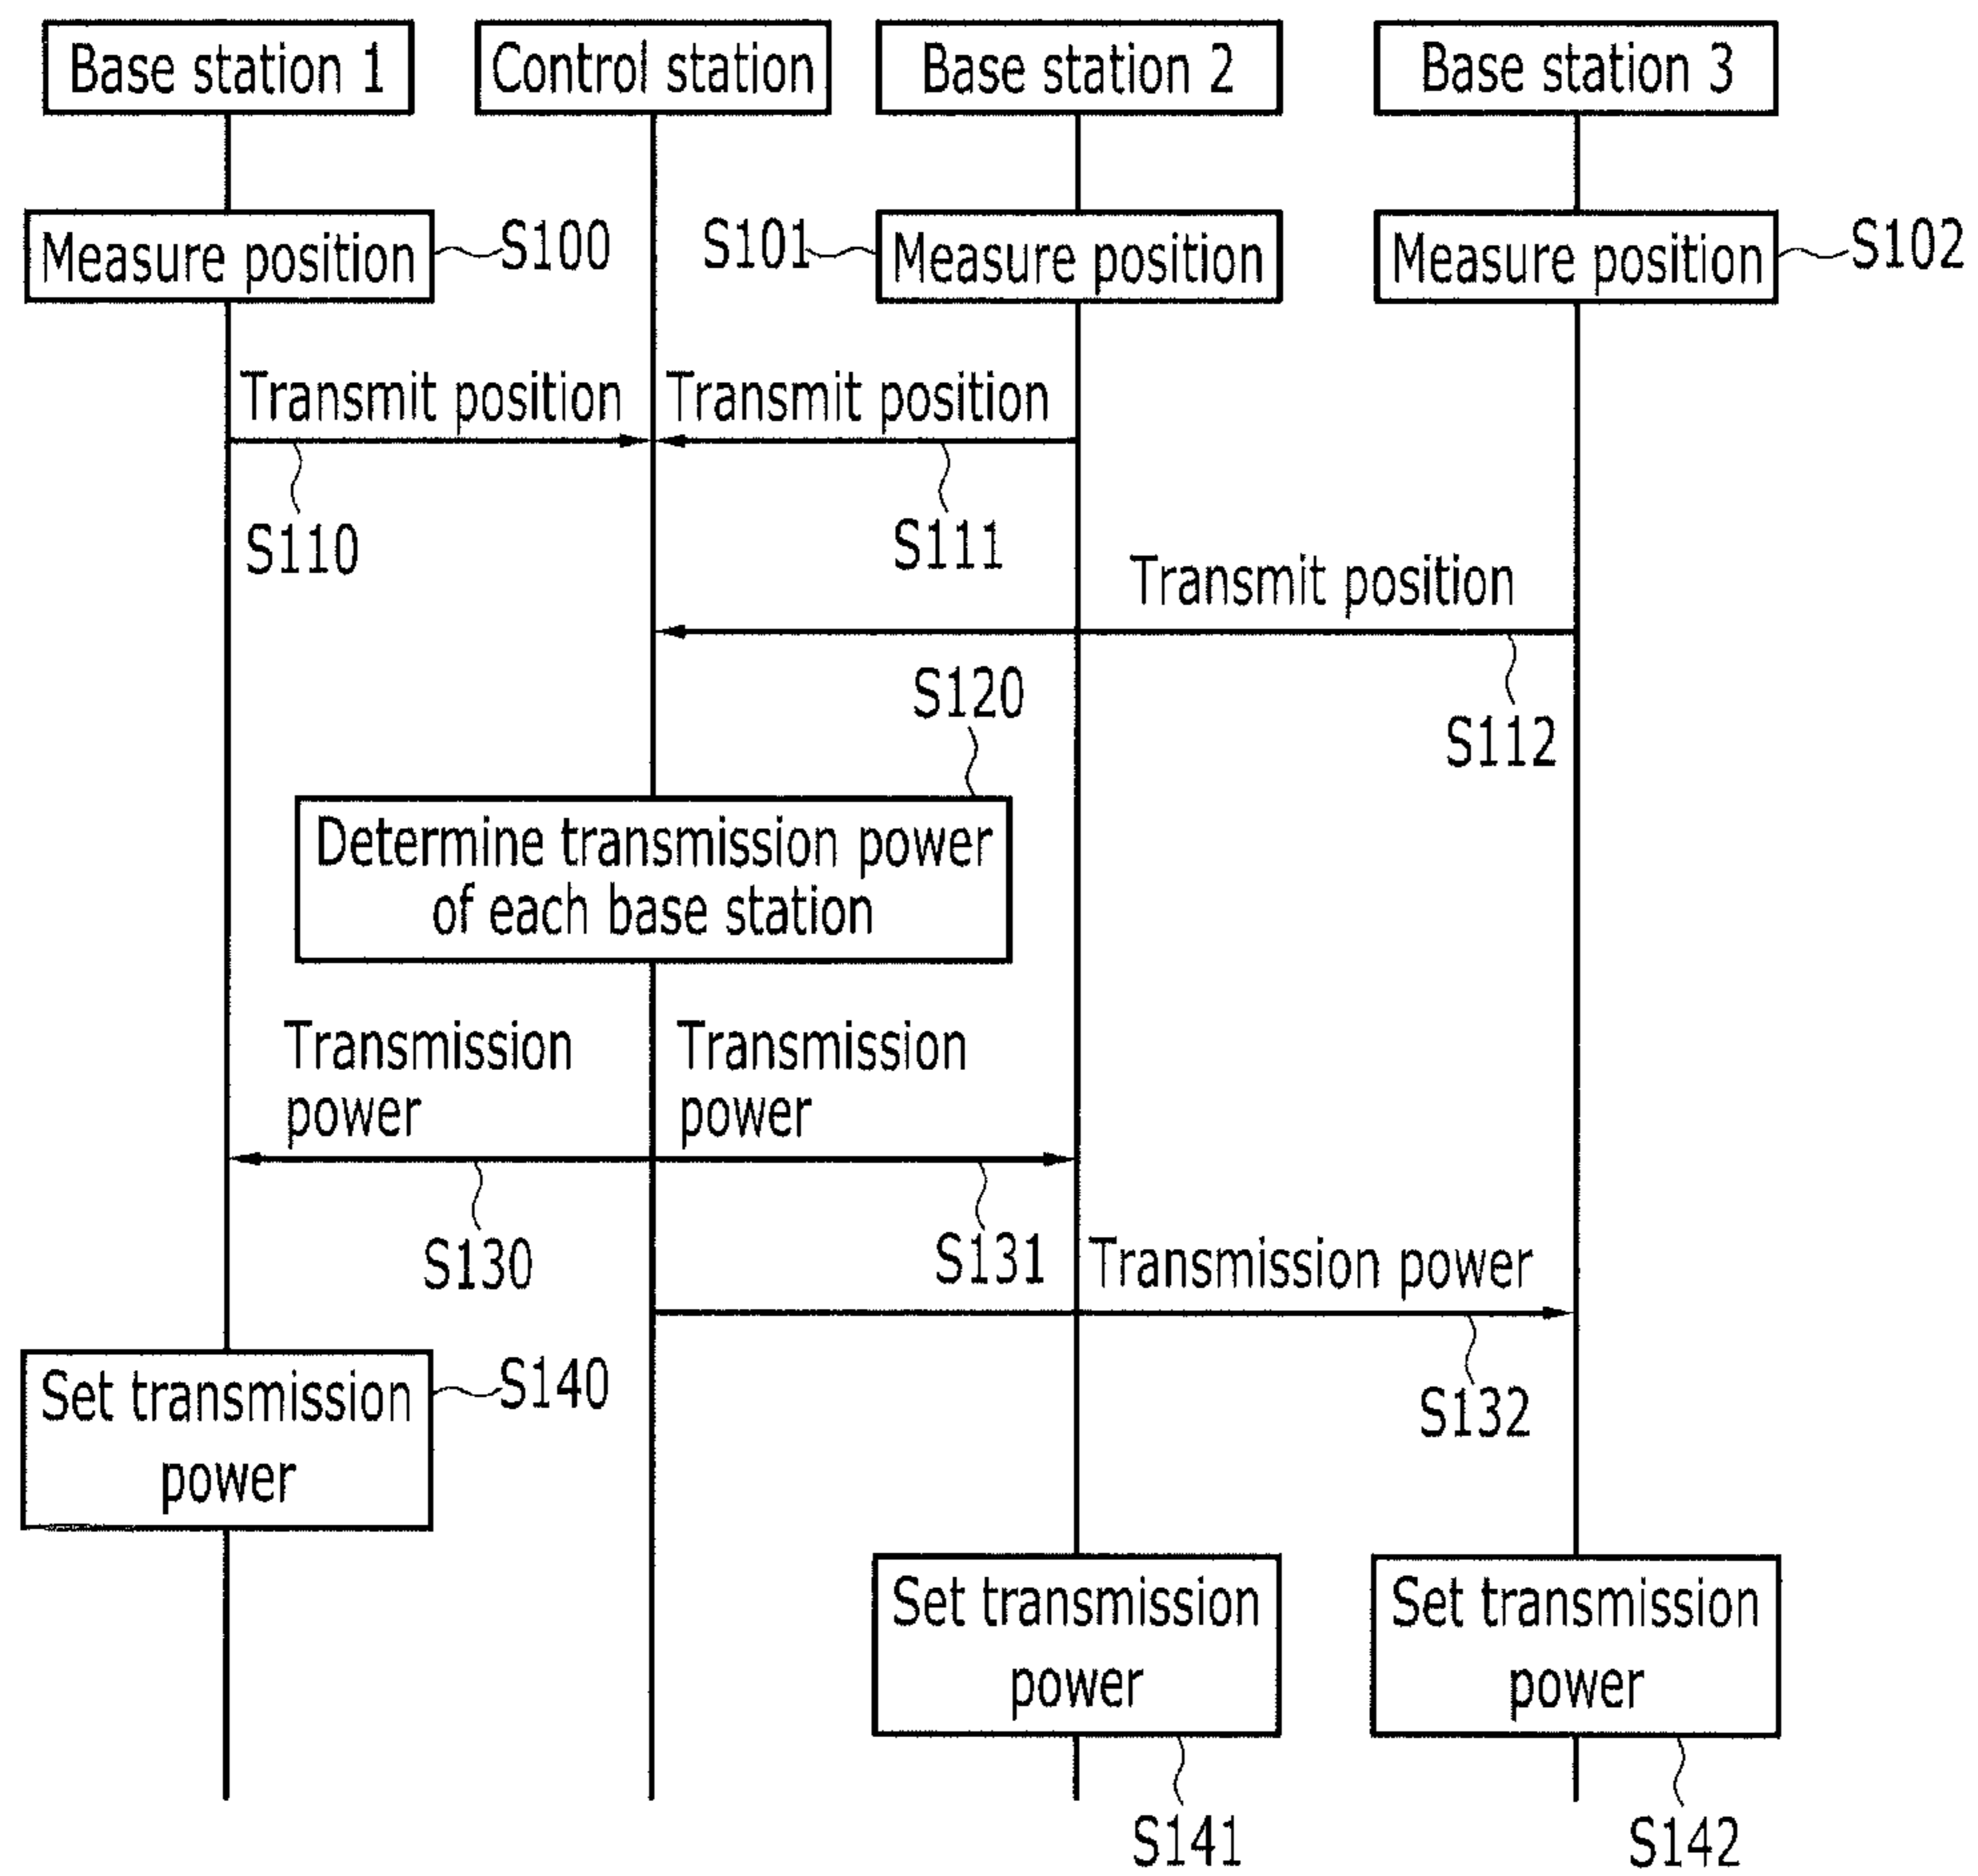 Base station 1
Control station
Base station 2
Base station 3
Measure position
S100
S101
Measure position
Measure position
S102
Transmit position
Transmit position
S110
S111
Transmit position
S112
S120
Determine transmission power
of each base station
Transmission
power
Transmission
power
S130
S131
Transmission power
S132
Set transmission
power
S140
Set transmission
power
Set transmission
power
S141
S142